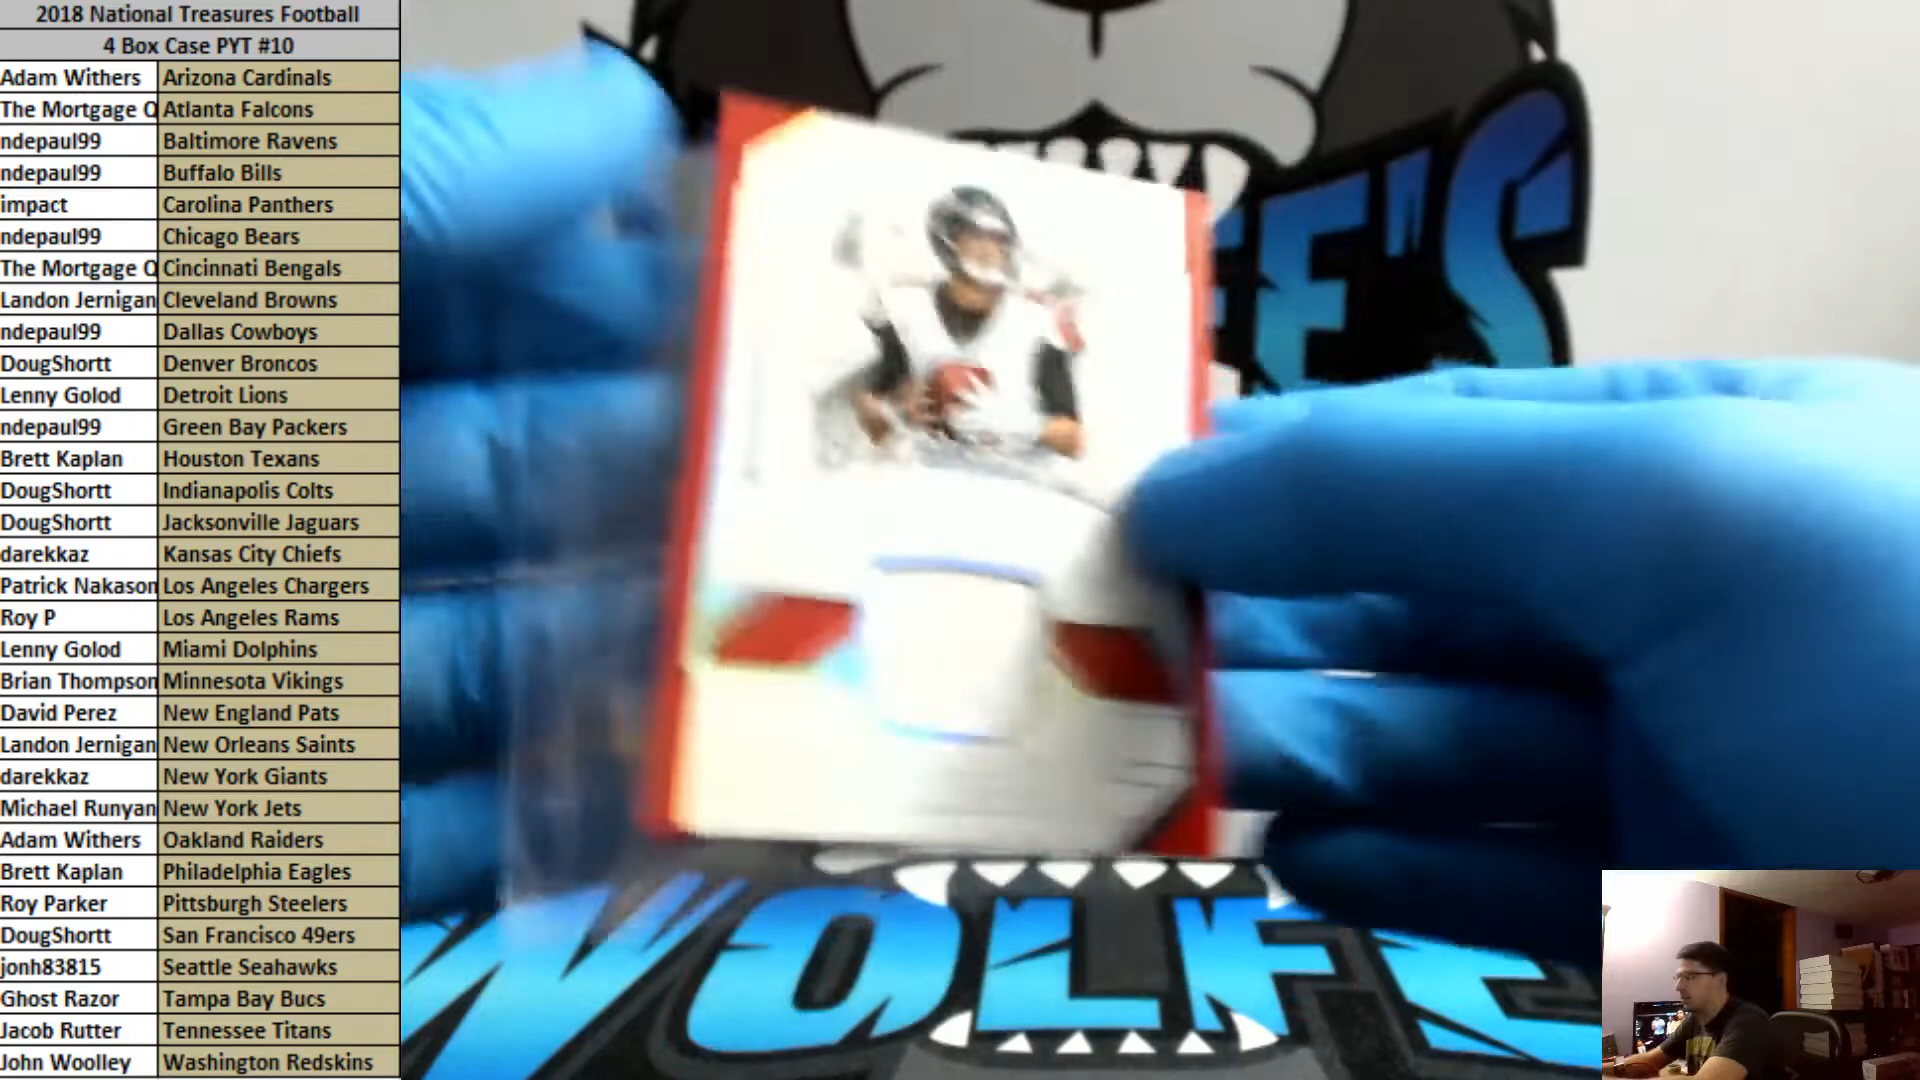 2018 National Treasures Football
4 Box Case PYT #10
Adam Withers Arizona Cardinals
The Mortgage Q Atlanta Falcons
ndepaul99 Baltimore Ravens
ndepaul99 Buffalo Bills
impact Carolina Panthers
ndepaul99 Chicago Bears
The Mortgage Q Cincinnati Bengals
Landon Jernigan Cleveland Browns
ndepaul99 Dallas Cowboys
DougShortt Denver Broncos
Lenny Golod Detroit Lions
ndepaul99 Green Bay Packers
Brett Kaplan Houston Texans
DougShortt Indianapolis Colts
DougShortt Jacksonville Jaguars
darekkaz Kansas City Chiefs
Patrick Nakason Los Angeles Chargers
Roy P Los Angeles Rams
Lenny Golod Miami Dolphins
Brian Thompson Minnesota Vikings
David Perez New England Pats
Landon Jernigan New Orleans Saints
darekkaz New York Giants
Michael Runyan New York Jets
Adam Withers Oakland Raiders
Brett Kaplan Philadelphia Eagles
Roy Parker Pittsburgh Steelers
DougShortt San Francisco 49ers
jonh83815 Seattle Seahawks
Ghost Razor Tampa Bay Bucs
Jacob Rutter Tennessee Titans
John Woolley Washington Redskins
EE'S
WOLFE